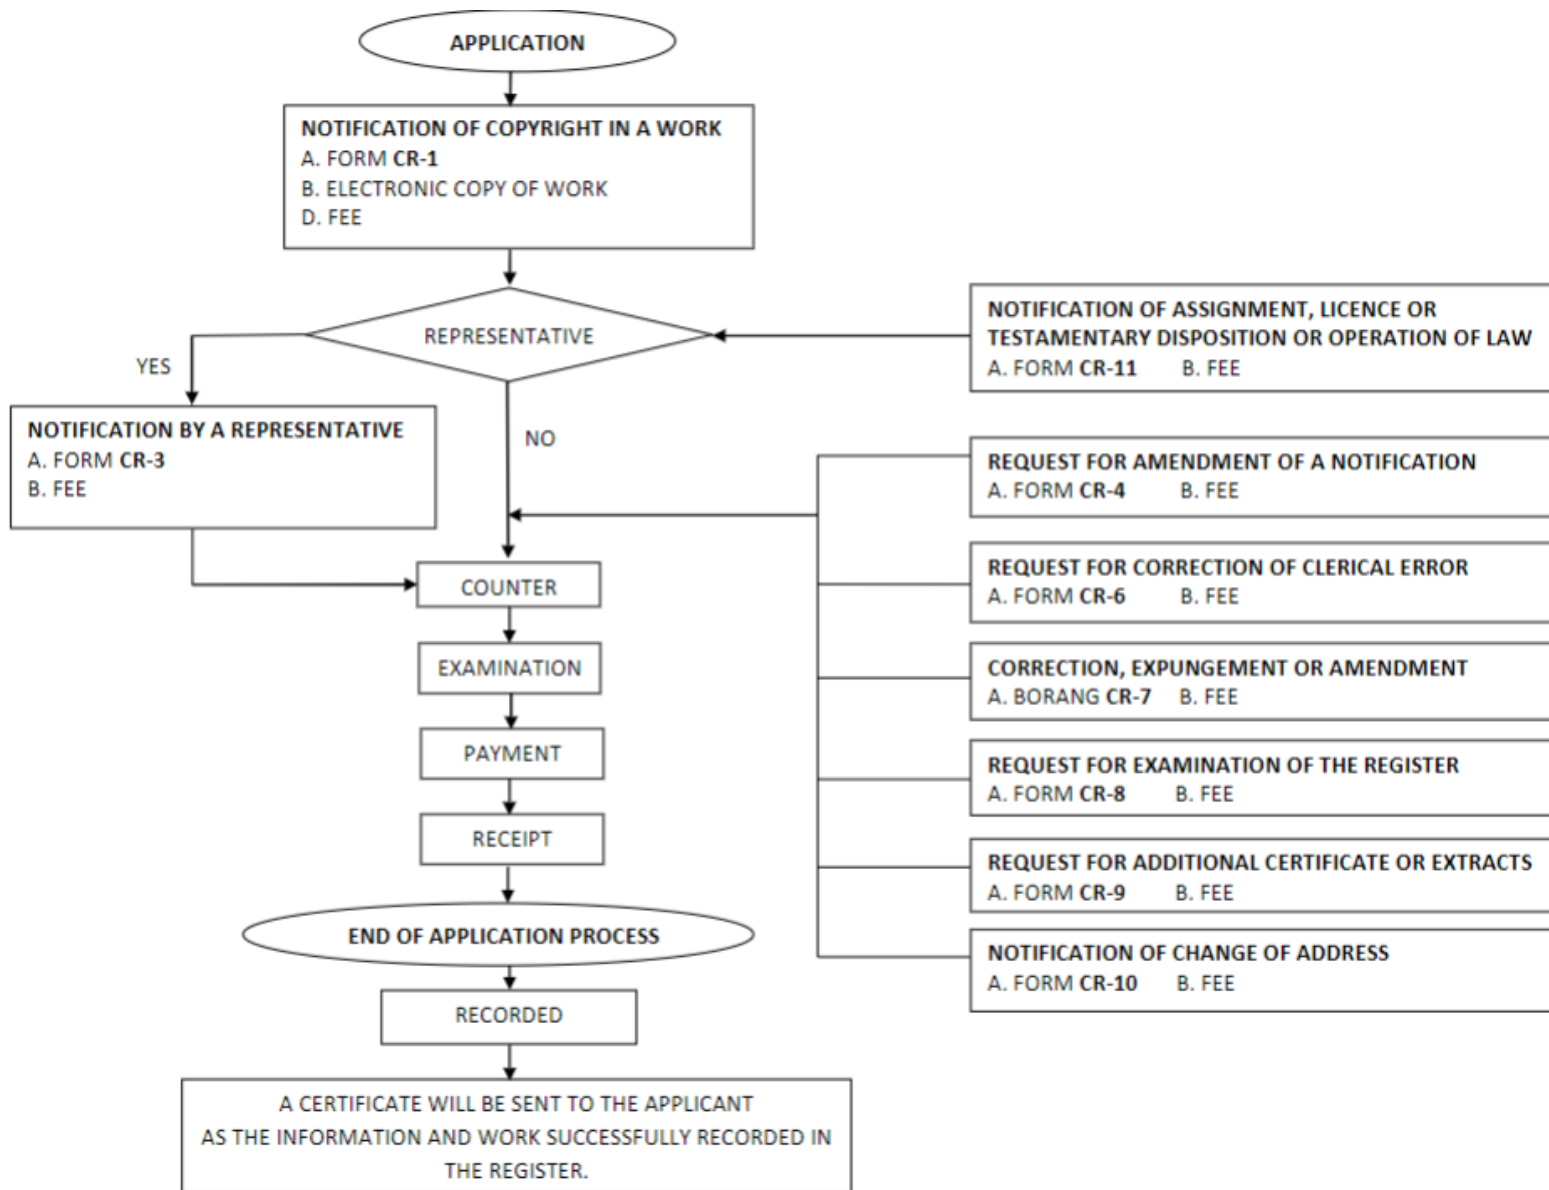 APPLICATION
NOTIFICATION OF COPYRIGHT IN A WORK
A. FORM CR-1
B. ELECTRONIC COPY OF WORK
D. FEE
REPRESENTATIVE
YES
NO
NOTIFICATION BY A REPRESENTATIVE
A. FORM CR-3
B. FEE
COUNTER
EXAMINATION
PAYMENT
RECEIPT
END OF APPLICATION PROCESS
RECORDED
A CERTIFICATE WILL BE SENT TO THE APPLICANT
AS THE INFORMATION AND WORK SUCCESSFULLY RECORDED IN
THE REGISTER.
NOTIFICATION OF ASSIGNMENT, LICENCE OR
TESTAMENTARY DISPOSITION OR OPERATION OF LAW
A. FORM CR-11 B. FEE
REQUEST FOR AMENDMENT OF A NOTIFICATION
A. FORM CR-4 B. FEE
REQUEST FOR CORRECTION OF CLERICAL ERROR
A. FORM CR-6 B. FEE
CORRECTION, EXPUNGEMENT OR AMENDMENT
A. BORANG CR-7 B. FEE
REQUEST FOR EXAMINATION OF THE REGISTER
A. FORM CR-8 B. FEE
REQUEST FOR ADDITIONAL CERTIFICATE OR EXTRACTS
A. FORM CR-9 B. FEE
NOTIFICATION OF CHANGE OF ADDRESS
A. FORM CR-10 B. FEE